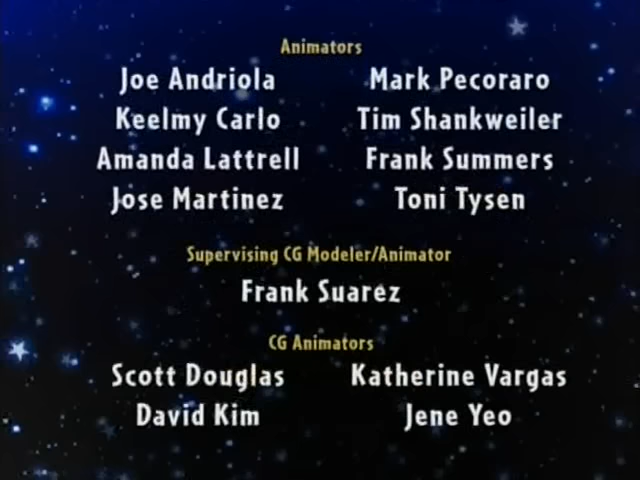 Animators
Joe Andriola Mark Pecoraro
Keelmy Carlo Tim Shankweiler
Amanda Lattrell Frank Summers
Jose Martinez Toni Tysen
Supervising CG Modeler/Animator
Frank Suarez
CG Animators
Scott Douglas Katherine Vargas
David Kim Jene Yeo